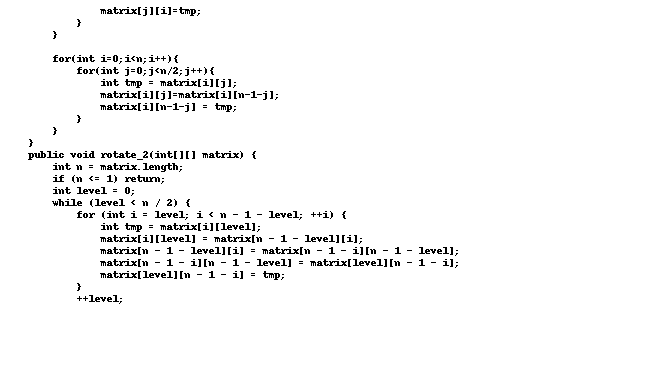 matrix[j][i]=tmp;
}
}
for(int i=0;i<n;i++){
for(int j=0;j<n/2;j++){
int tmp = matrix[i][j];
matrix[i][j]=matrix[i][n-1-j];
matrix[i][n-1-j] = tmp;
}
}
}
public void rotate_2(int[][] matrix) {
int n = matrix.length;
if (n <= 1) return;
int level = 0;
while (level < n / 2) {
for (int i = level; i < n - 1 - level; ++i) {
int tmp = matrix[i][level];
matrix[i][level] = matrix[n - 1 - level][i];
matrix[n - 1 - level][i] = matrix[n - 1 - i][n - 1 - level];
matrix[n - 1 - i][n - 1 - level] = matrix[level][n - 1 - i];
matrix[level][n - 1 - i] = tmp;
}
++level;